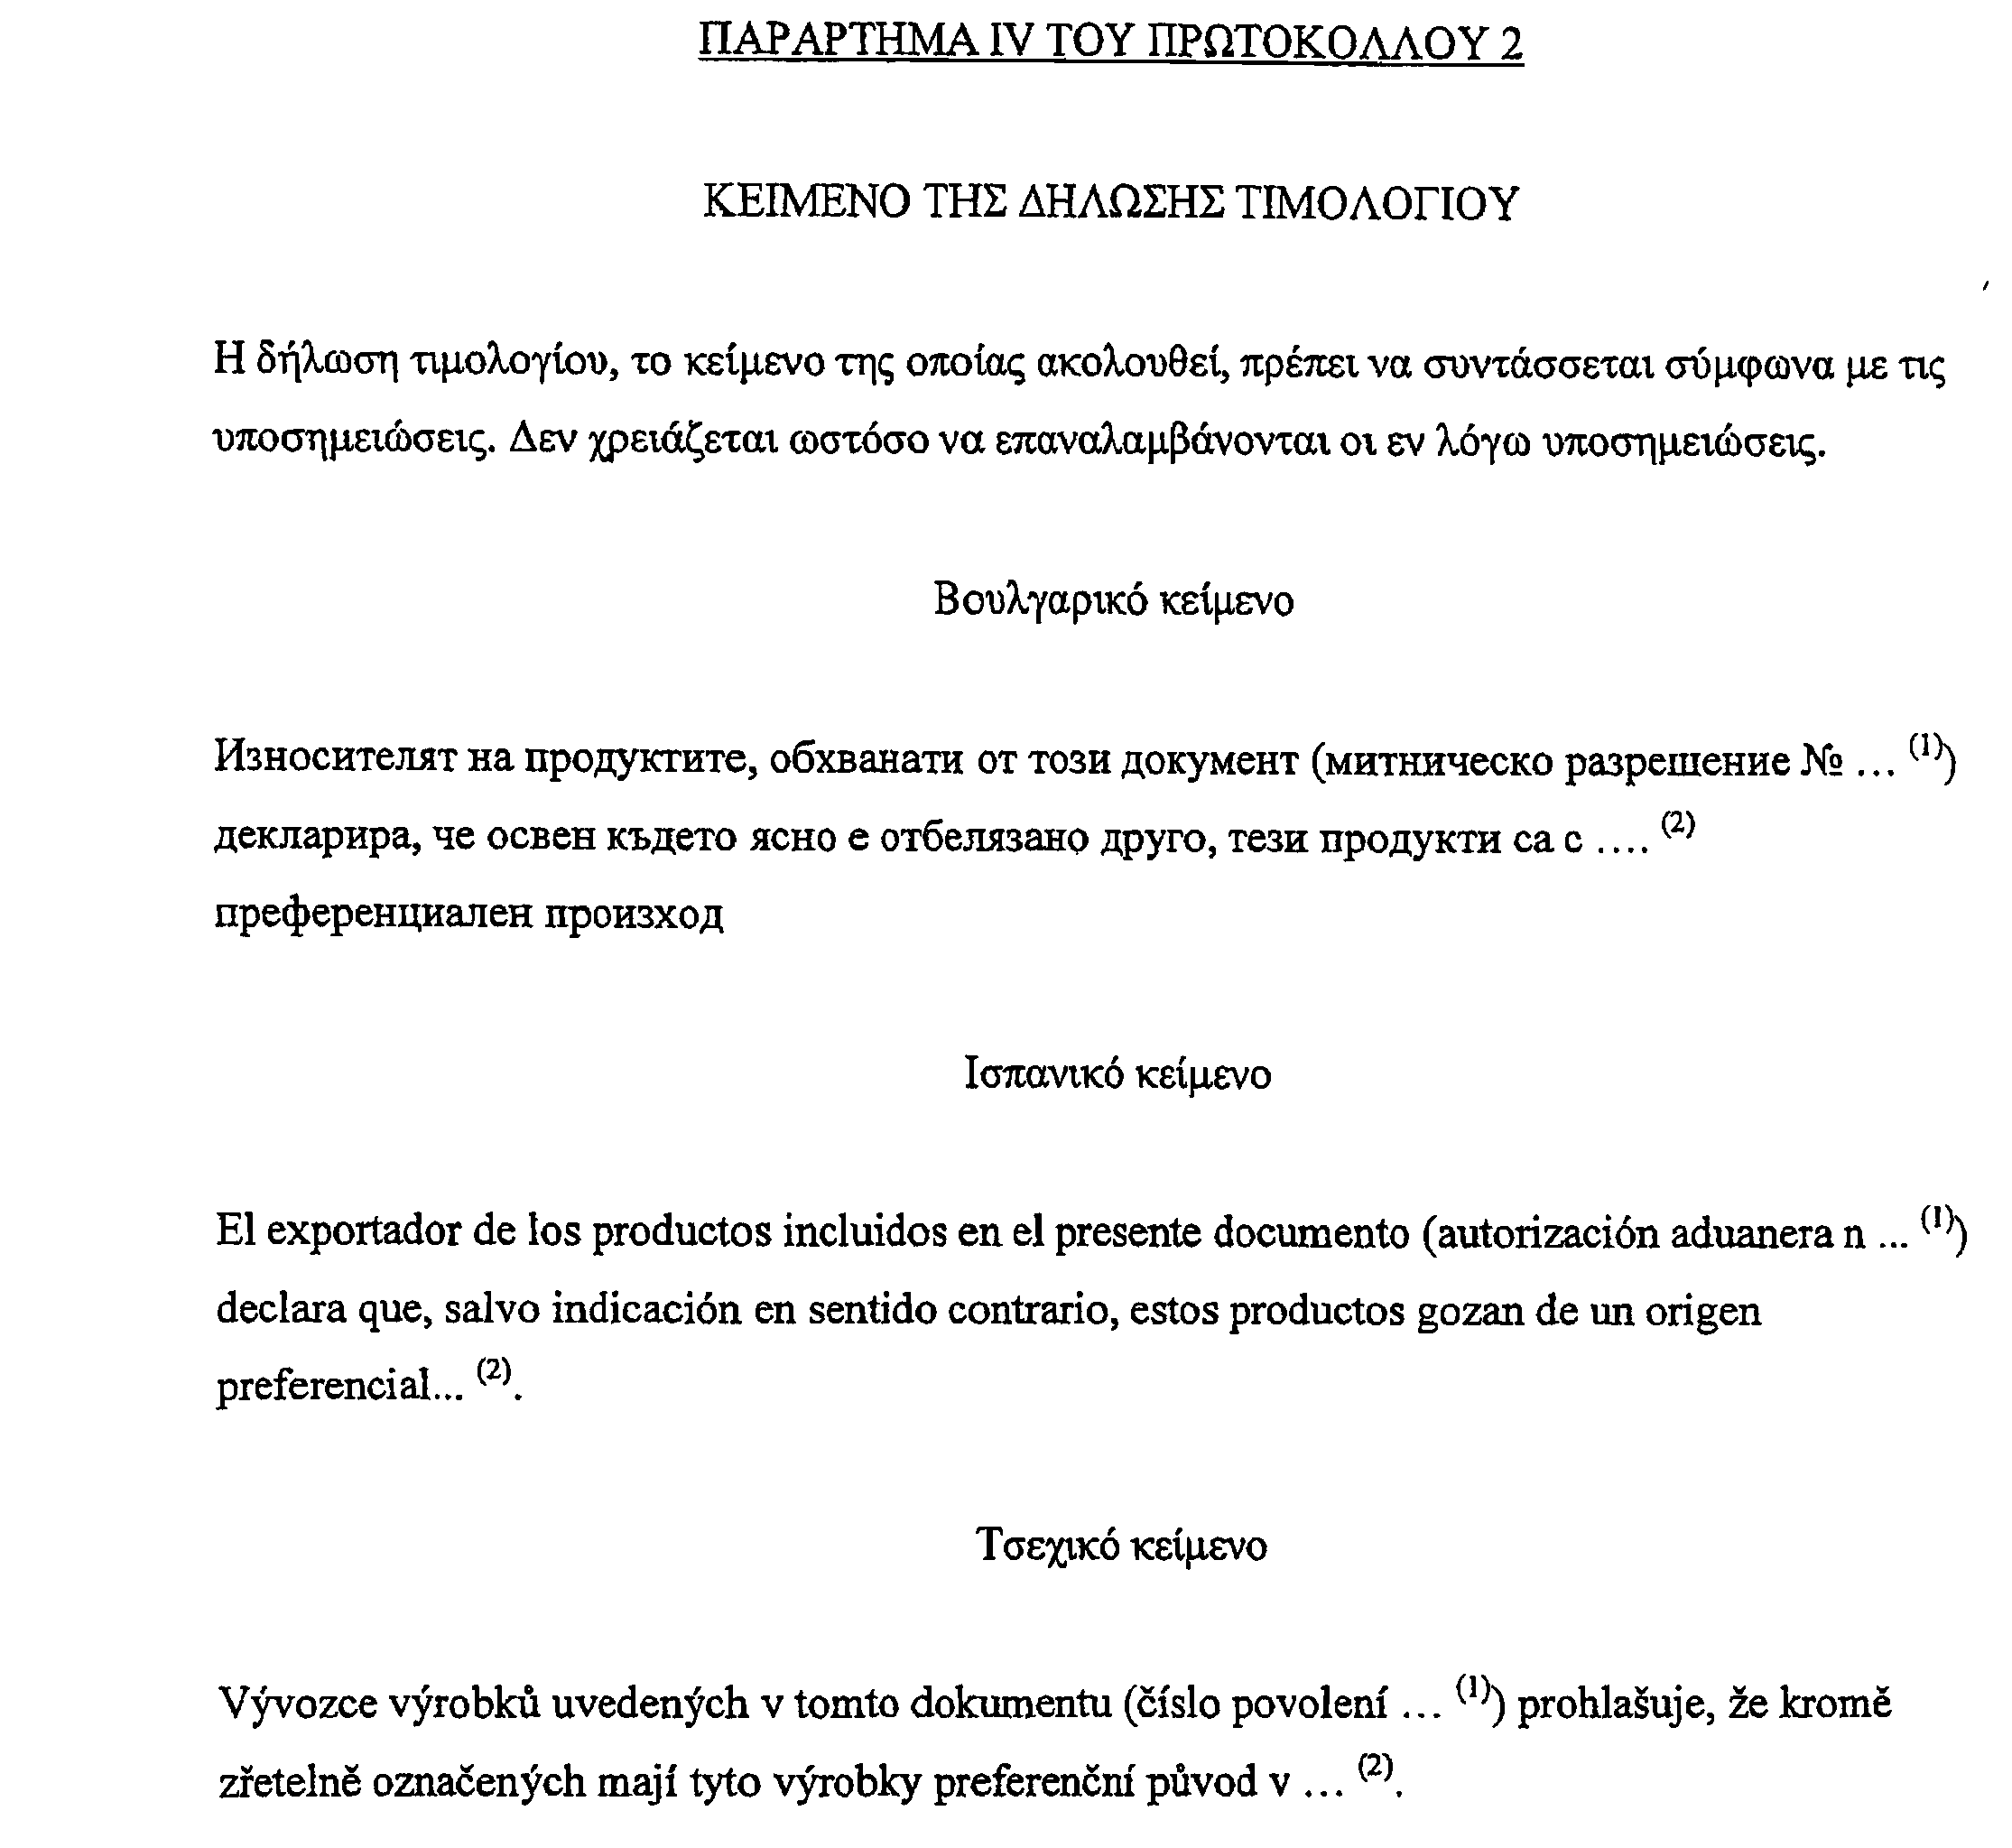 ΠΑΡΑΡΤΗΜΑ IV ΤΟΥ ΠΡΩΤΟΚΟΛΛΟΥ 2
ΚΕΙΜΕΝΟ ΤΗΣ ΔΗΛΩΣΗΣ ΤΙΜΟΛΟΓΙΟΥ
Η δήλωση τιμολογίου, το κείμενο της οποίας ακολουθεί, πρέπει να συντάσσεται σύμφωνα με τις
υποσημειώσεις. Δεν χρειάζεται ωστόσο να επαναλαμβάνονται οι εν λόγω υποσημειώσεις.
Βουλγαρικό κείμενο
Износителят на продуктите, обхванати от този документ (митническо разрешение № ... (1))
декларира, че освен където ясно е отбелязано друго, тези продукти са с .... (2)
преференциален произход
Ισπανικό κείμενο
El exportador de los productos incluidos en el presente documento (autorización aduanera n ... (1))
declara que, salvo indicación en sentido contrario, estos productos gozan de un origen
preferencial... (2).
Τσεχικό κείμενο
Vývozce výrobků uvedených v tomto dokumentu (číslo povolení ... (1)) prohlašuje, že kromě
zřetelně označených mají tyto výrobky preferenční původ v ... (2).